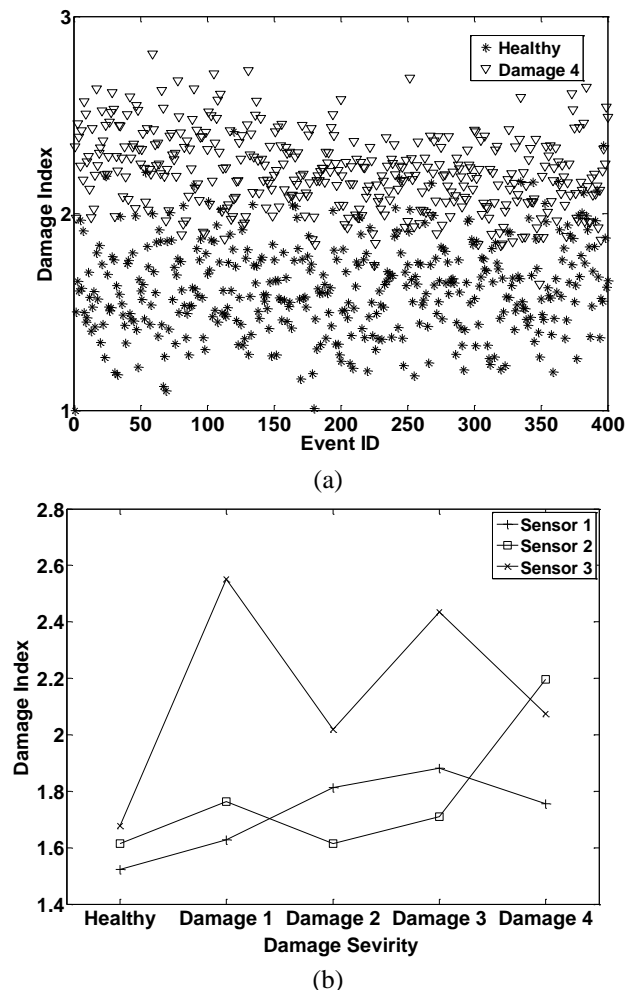 3
Healthy
Damage 4
Damage Index
2
1
0 50 100 150 200 250 300 350 400
Event ID
(a)
2.8
Sensor 1
Sensor 2
Sensor 3
2.6
2.4
2.2
Damage Index
2
1.8
1.6
1.4
Healthy Damage 1 Damage 2 Damage 3 Damage 4
Damage Sevirity
(b)